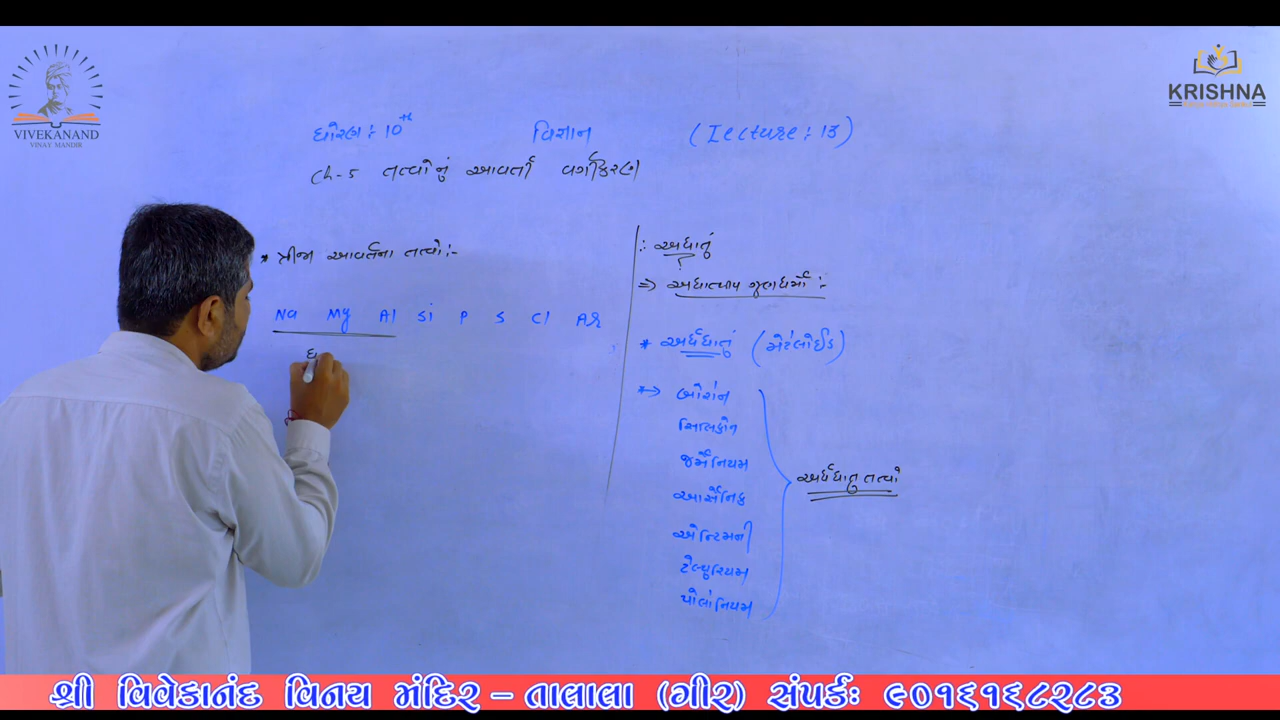 VIVEKANAND
VINAY MANDIR
KRISHNA
ધોરણ : 10th વિજ્ઞાન (Lecture : 13)
Ch-5 તત્વોનું આવર્તી વર્ગીકરણ
* ત્રીજા આવર્તના તત્વો :-
Na Mg Al Si P S Cl Ar
ધ
∴ અધાતું
⇒ અધાત્વીય ગુણધર્મો :-
* અર્ધધાતું (મેટેલોઈડ)
*→ બોરોન
સિલિકોન
જર્મેનિયમ
આર્સેનિક
એન્ટિમની
ટેલ્યુરિયમ
પોલોનિયમ
અર્ધધાતુ તત્વો
શ્રી વિવેકાનંદ વિનય મંદિર – તાલાલા (ગીર) સંપર્કઃ ૯૦૧૬૧૬૮૨૮૩